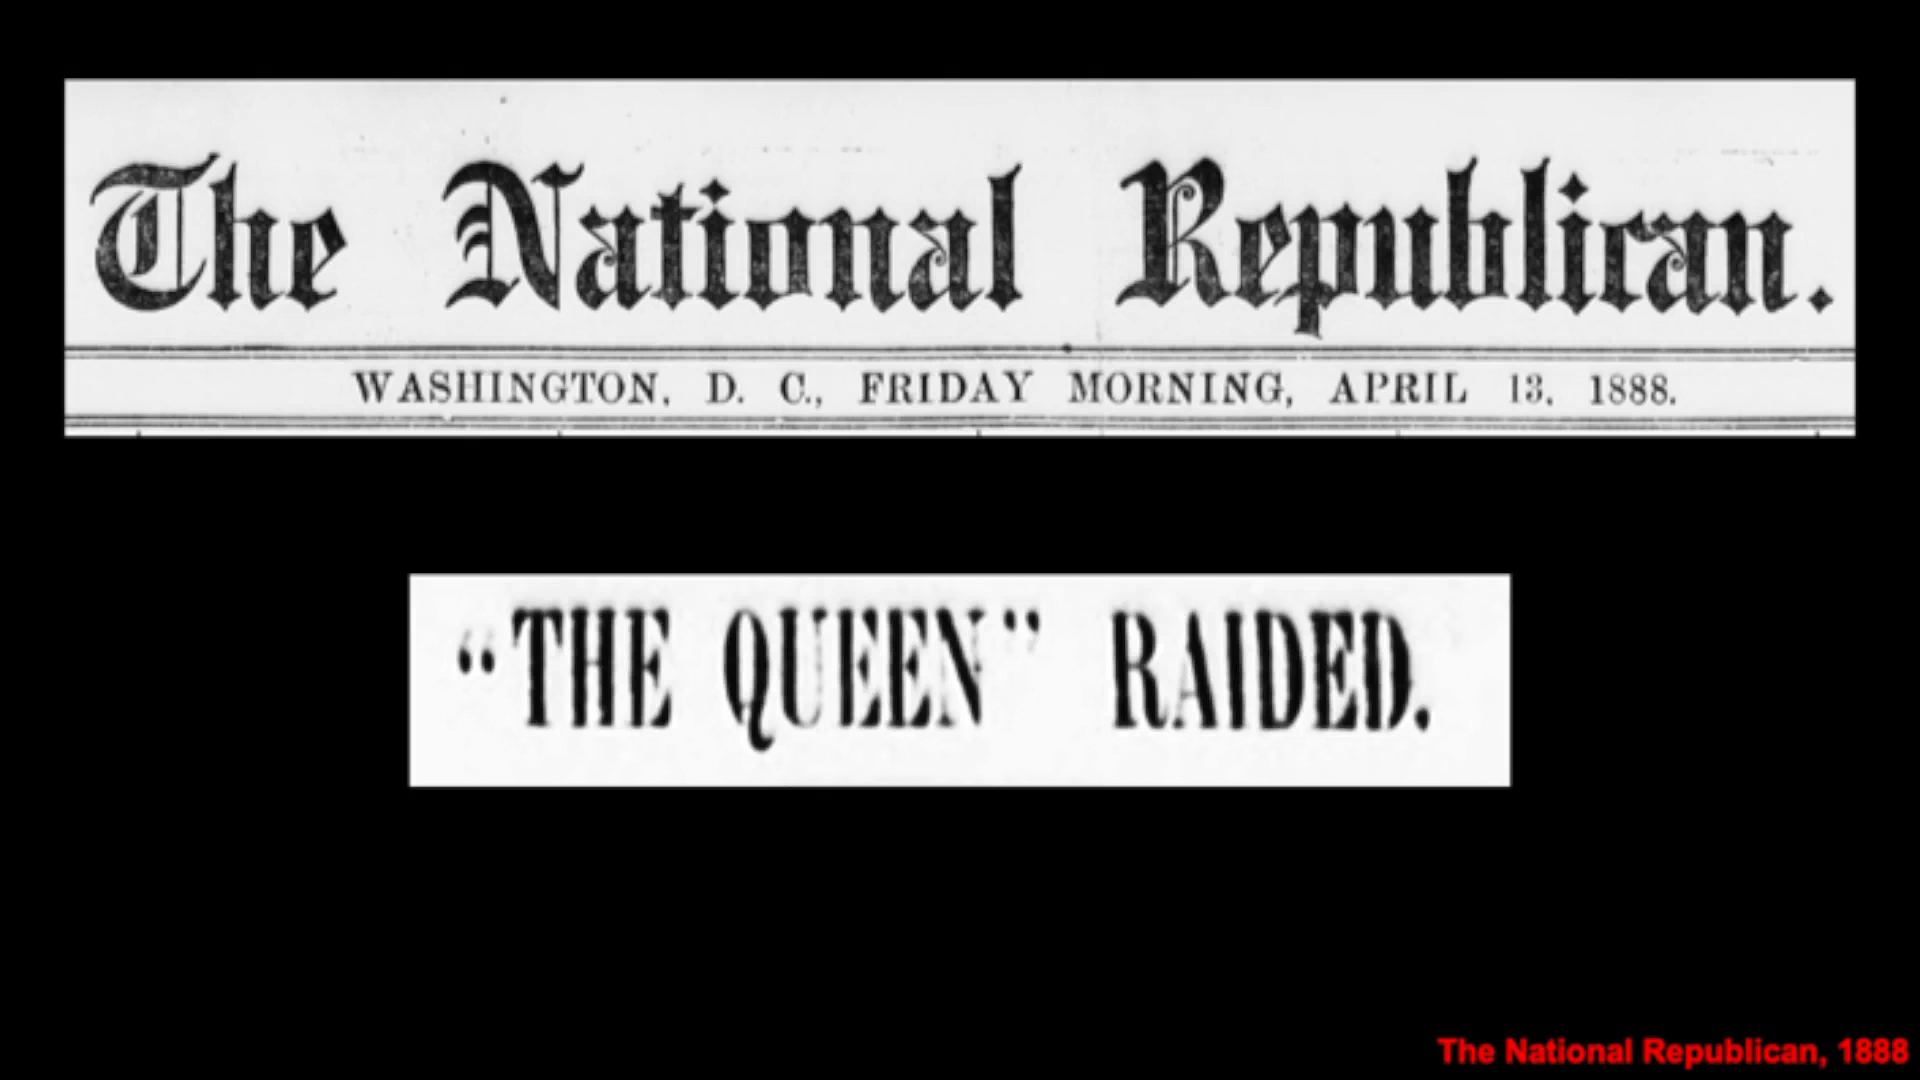 The National Republican.
WASHINGTON, D. C., FRIDAY MORNING, APRIL 13, 1888.
“THE QUEEN” RAIDED.
The National Republican, 1888